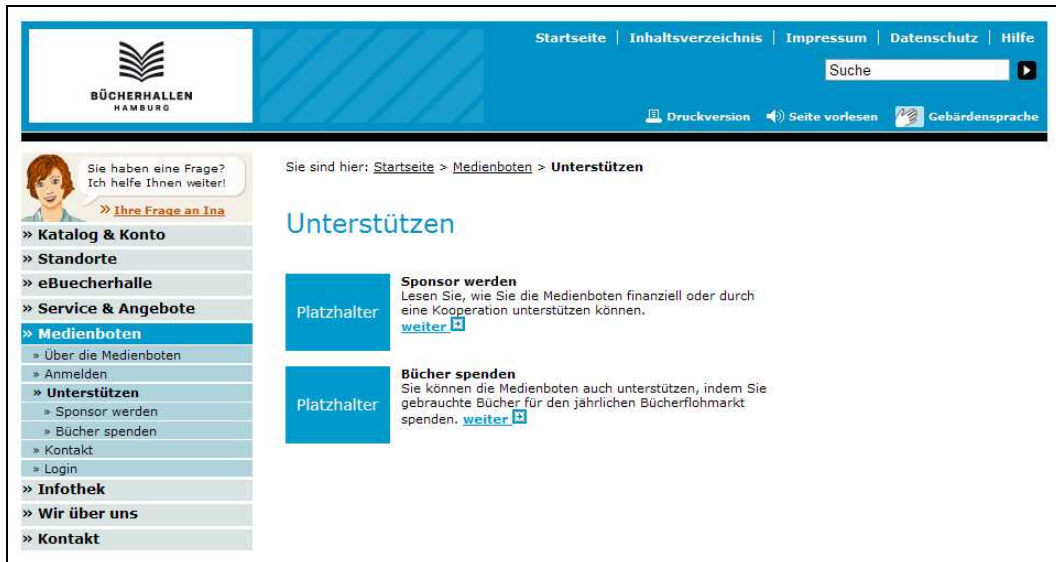 BÜCHERHALLEN
HAMBURG
Startseite | Inhaltsverzeichnis | Impressum | Datenschutz | Hilfe
Suche
Druckversion Seite vorlesen Gebärdensprache
Sie haben eine Frage?
Ich helfe Ihnen weiter!
» Ihre Frage an Ina
» Katalog & Konto
» Standorte
» eBuecherhalle
» Service & Angebote
» Medienboten
» Über die Medienboten
» Anmelden
» Unterstützen
» Sponsor werden
» Bücher spenden
» Kontakt
» Login
» Infothek
» Wir über uns
» Kontakt
Sie sind hier: Startseite > Medienboten > Unterstützen
Unterstützen
Platzhalter
Sponsor werden
Lesen Sie, wie Sie die Medienboten finanziell oder durch
eine Kooperation unterstützen können.
weiter
Platzhalter
Bücher spenden
Sie können die Medienboten auch unterstützen, indem Sie
gebrauchte Bücher für den jährlichen Bücherflohmarkt
spenden. weiter